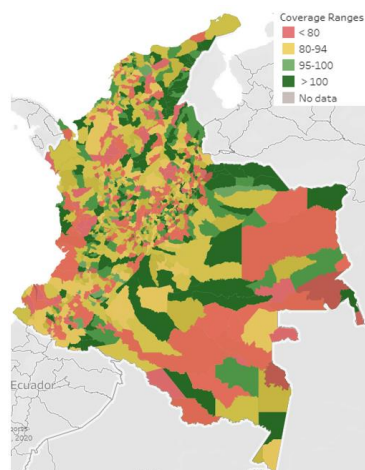 Coverage Ranges
< 80
80-94
95-100
> 100
No data
Ecuador
, 2020